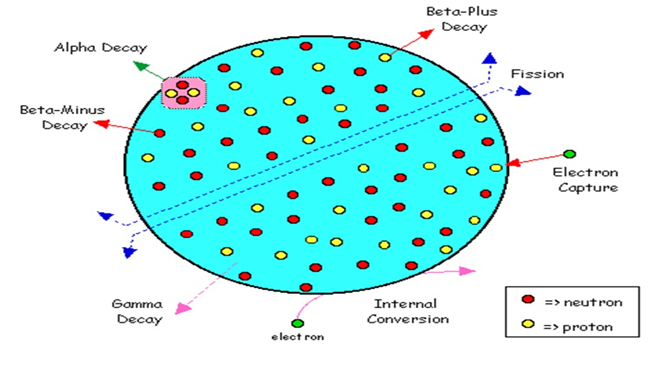 Beta-Plus
Decay
Alpha Decay
Fission
Beta-Minus
Decay
Electron
Capture
Gamma
Decay
Internal
Conversion
electron
=> neutron
=> proton